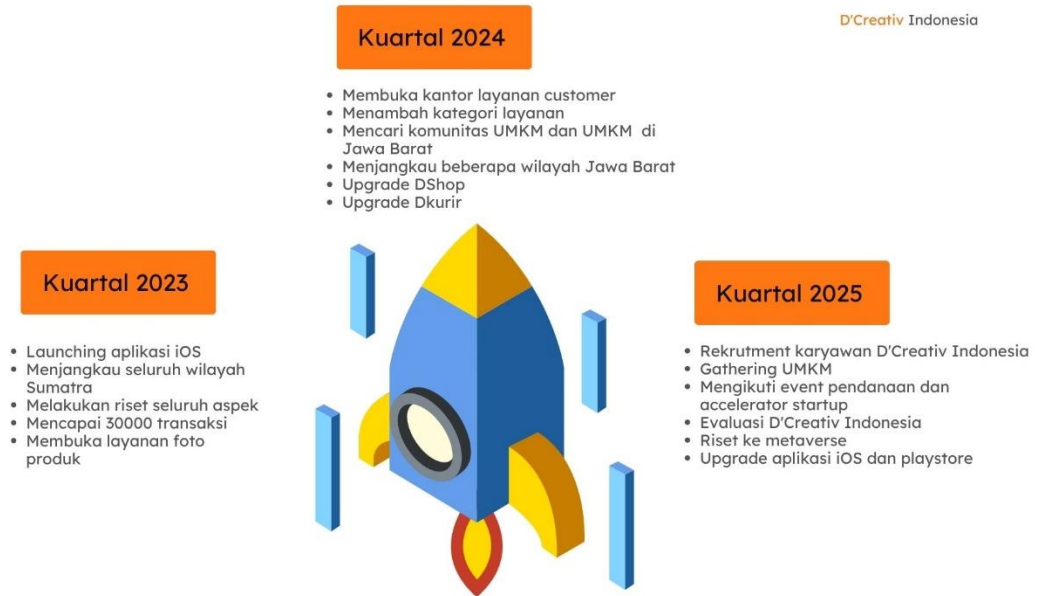 D'Creativ Indonesia
Kuartal 2024
• Membuka kantor layanan customer
• Menambah kategori layanan
• Mencari komunitas UMKM dan UMKM di
Jawa Barat
• Menjangkau beberapa wilayah Jawa Barat
• Upgrade DShop
• Upgrade Dkurir
Kuartal 2023
• Launching aplikasi iOS
• Menjangkau seluruh wilayah
Sumatra
• Melakukan riset seluruh aspek
• Mencapai 30000 transaksi
• Membuka layanan foto
produk
Kuartal 2025
• Rekrutment karyawan D'Creativ Indonesia
• Gathering UMKM
• Mengikuti event pendanaan dan
accelerator startup
• Evaluasi D'Creativ Indonesia
• Riset ke metaverse
• Upgrade aplikasi iOS dan playstore